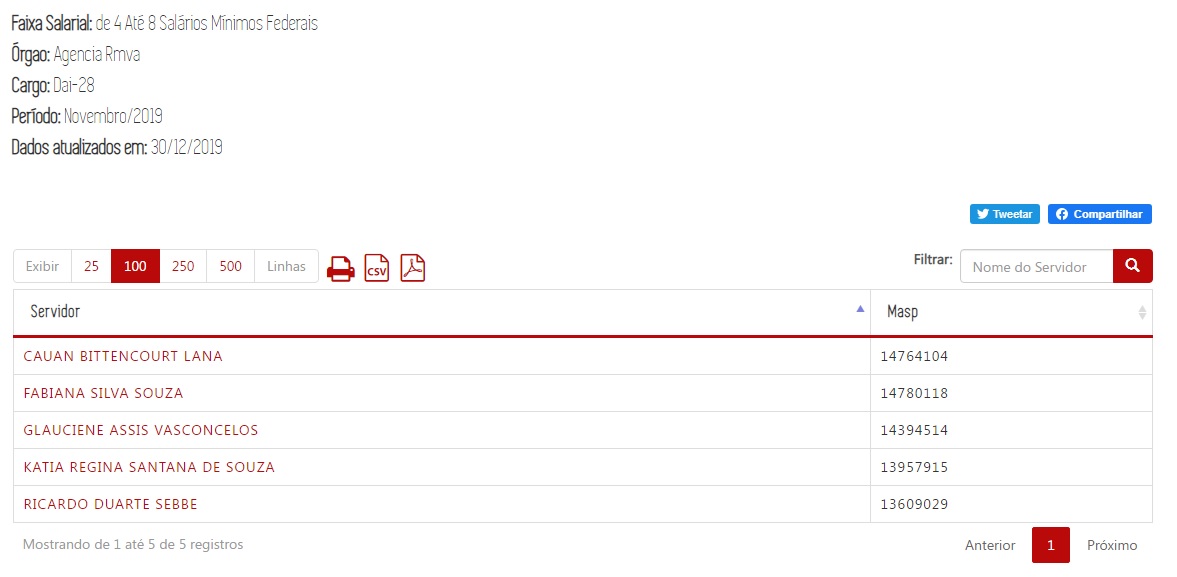 Faixa Salarial: de 4 Até 8 Salários Mínimos Federais
Órgao: Agencia Rmva
Cargo: Dai-28
Período: Novembro/2019
Dados atualizados em: 30/12/2019
Tweetar Compartilhar
Exibir 25 100 250 500 Linhas CSV Filtrar: Nome do Servidor
Servidor Masp
CAUAN BITTENCOURT LANA 14764104
FABIANA SILVA SOUZA 14780118
GLAUCIENE ASSIS VASCONCELOS 14394514
KATIA REGINA SANTANA DE SOUZA 13957915
RICARDO DUARTE SEBBE 13609029
Mostrando de 1 até 5 de 5 registros Anterior 1 Próximo